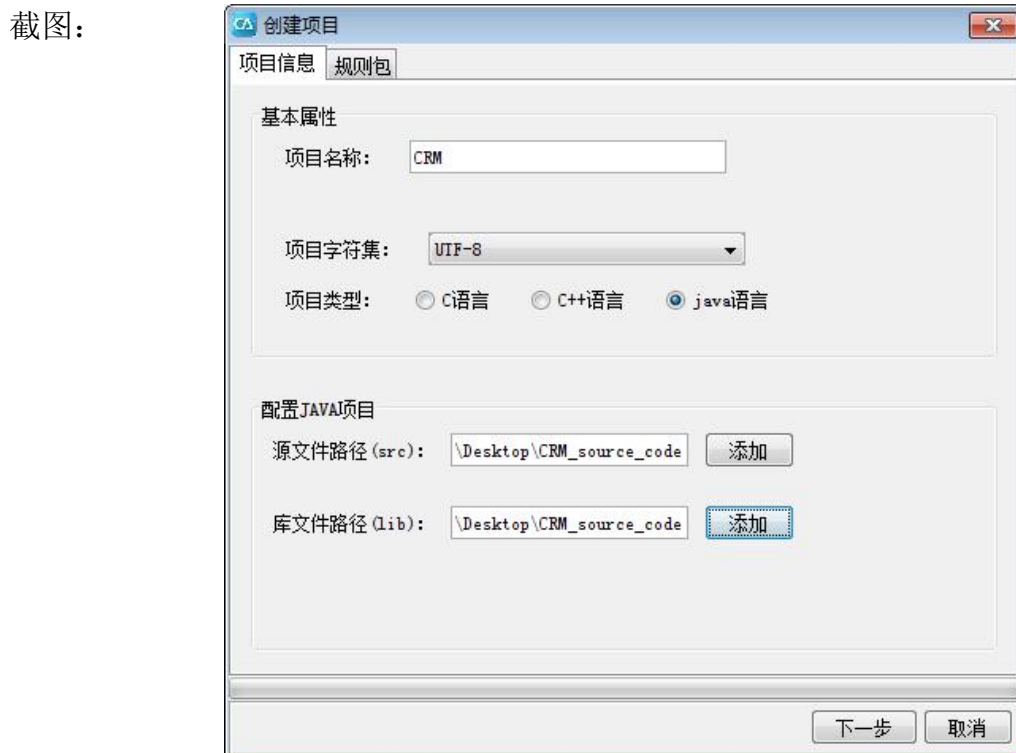 截图：
CA 创建项目
项目信息 规则包
基本属性
项目名称： CRM
项目字符集： UTF-8
项目类型： C语言 C++语言 java语言
配置JAVA项目
源文件路径(src)： \Desktop\CRM_source_code 添加
库文件路径(lib)： \Desktop\CRM_source_code 添加
下一步 取消